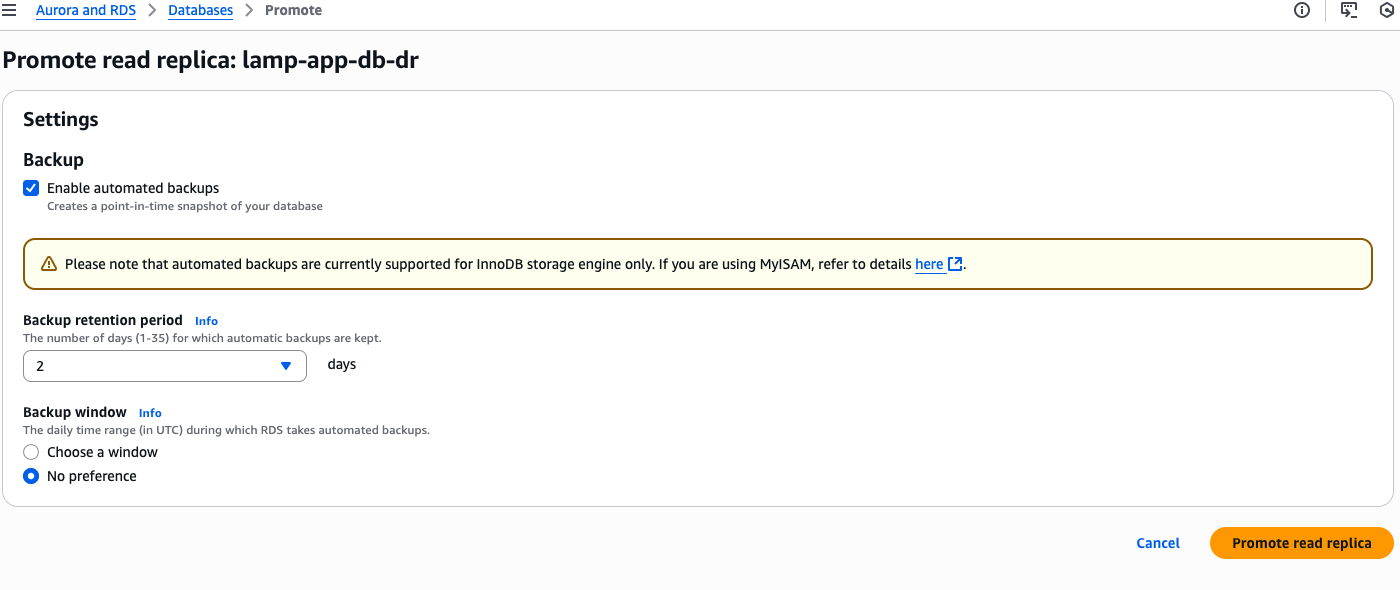 Aurora and RDS > Databases > Promote
Promote read replica: lamp-app-db-dr
Settings
Backup
Enable automated backups
Creates a point-in-time snapshot of your database
Please note that automated backups are currently supported for InnoDB storage engine only. If you are using MyISAM, refer to details here.
Backup retention period Info
The number of days (1-35) for which automatic backups are kept.
2 days
Backup window Info
The daily time range (in UTC) during which RDS takes automated backups.
Choose a window
No preference
Cancel Promote read replica